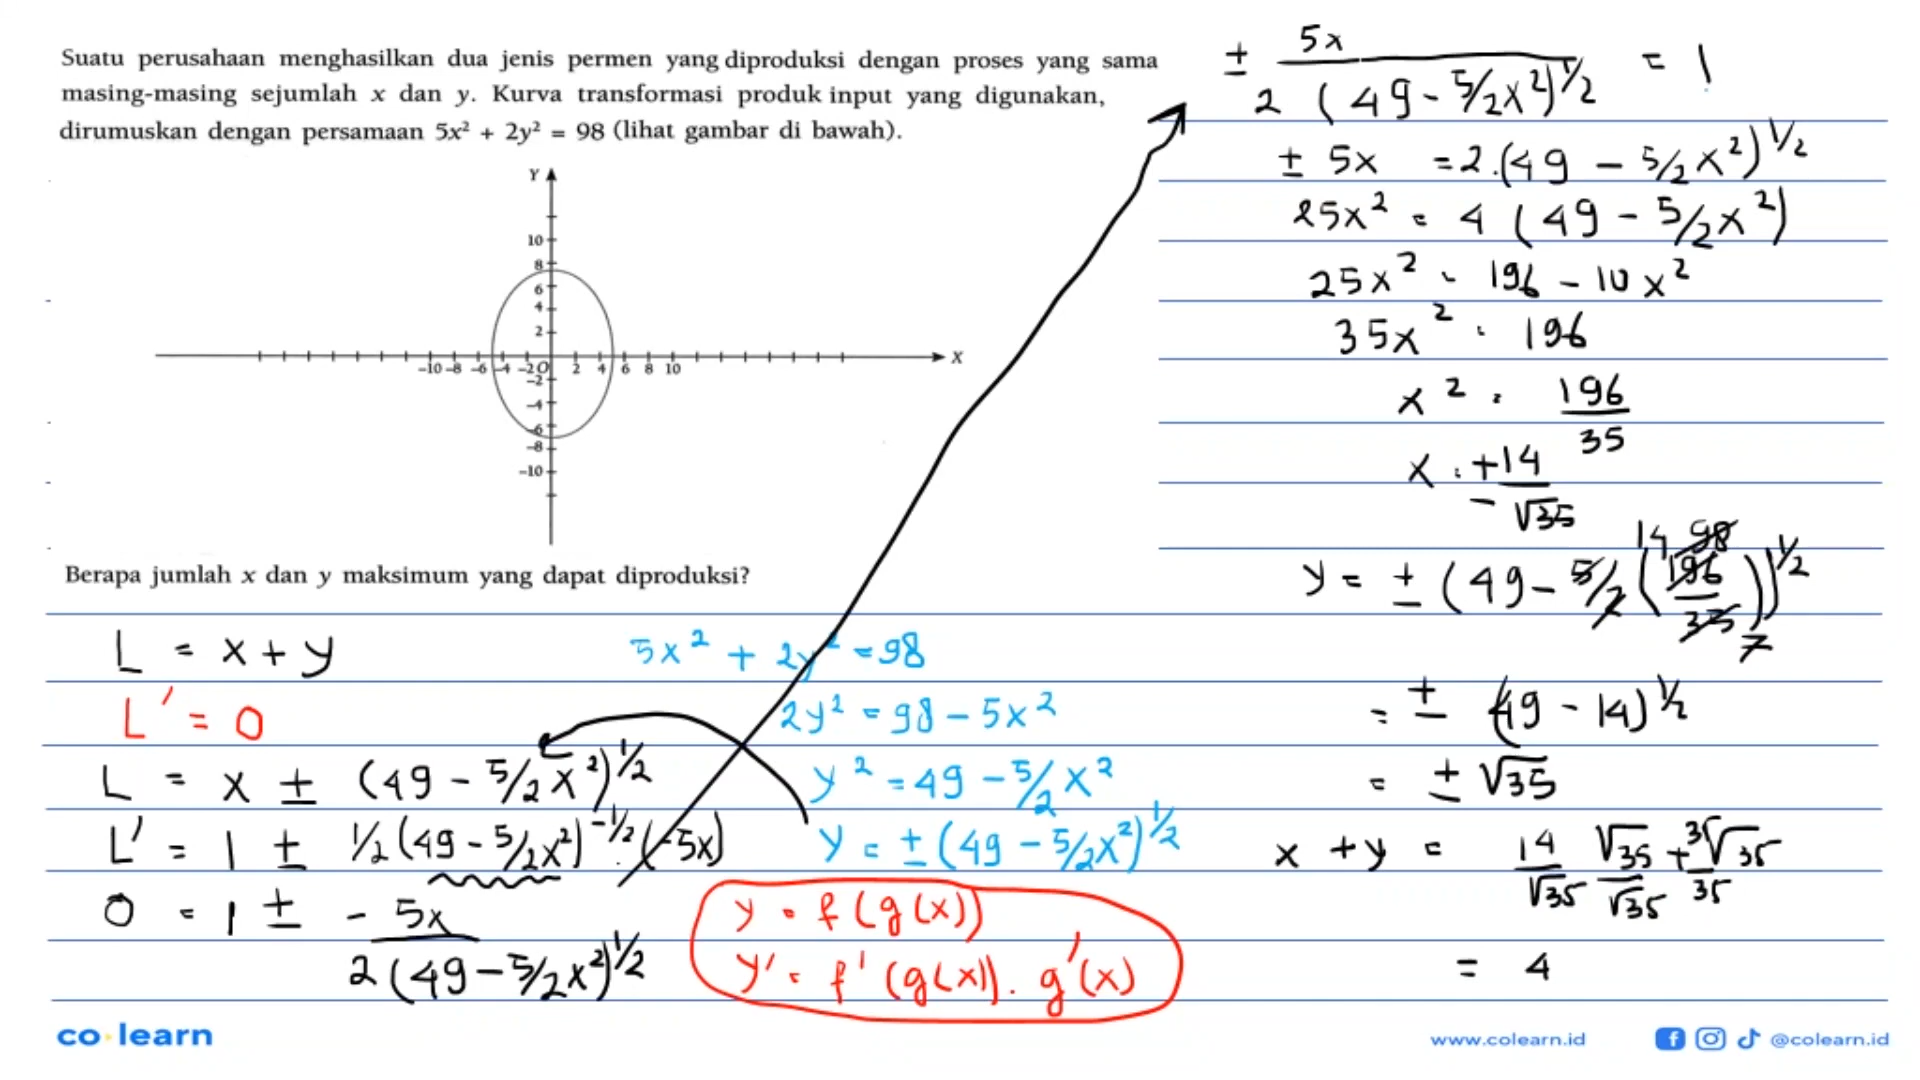 Suatu perusahaan menghasilkan dua jenis permen yang diproduksi dengan proses yang sama
masing-masing sejumlah x dan y. Kurva transformasi produk input yang digunakan,
dirumuskan dengan persamaan 5x² + 2y² = 98 (lihat gambar di bawah).
Y
10
8
6
4
2
-10 -8 -6 -4 -2 O 2 4 6 8 10 X
-2
-4
-6
-8
-10
Berapa jumlah x dan y maksimum yang dapat diproduksi?
L = x + y
L' = 0
L = x ± (49 - 5/2 x²)^1/2
L' = 1 ± 1/2 (49 - 5/2 x²)^-1/2 . (-5x)
0 = 1 ± - 5x / 2 (49 - 5/2 x²)^1/2
5x² + 2y² = 98
2y² = 98 - 5x²
y² = 49 - 5/2 x²
y = ± (49 - 5/2 x²)^1/2
y = f(g(x))
y' = f'(g(x)). g'(x)
± 5x / 2 (49 - 5/2 x²)^1/2 = 1
± 5x = 2.(49 - 5/2 x²)^1/2
25x² = 4 (49 - 5/2 x²)
25x² = 196 - 10x²
35x² = 196
x² = 196/35
x = ±14/√35
y = ± (49 - 5/2 (196/35))^1/2 14 98 7
= ± (49 - 14)^1/2
= ± √35
x + y = 14/√35 √35/√35 + 35√35/35
= 4
co learn
www.colearn.id @colearn.id